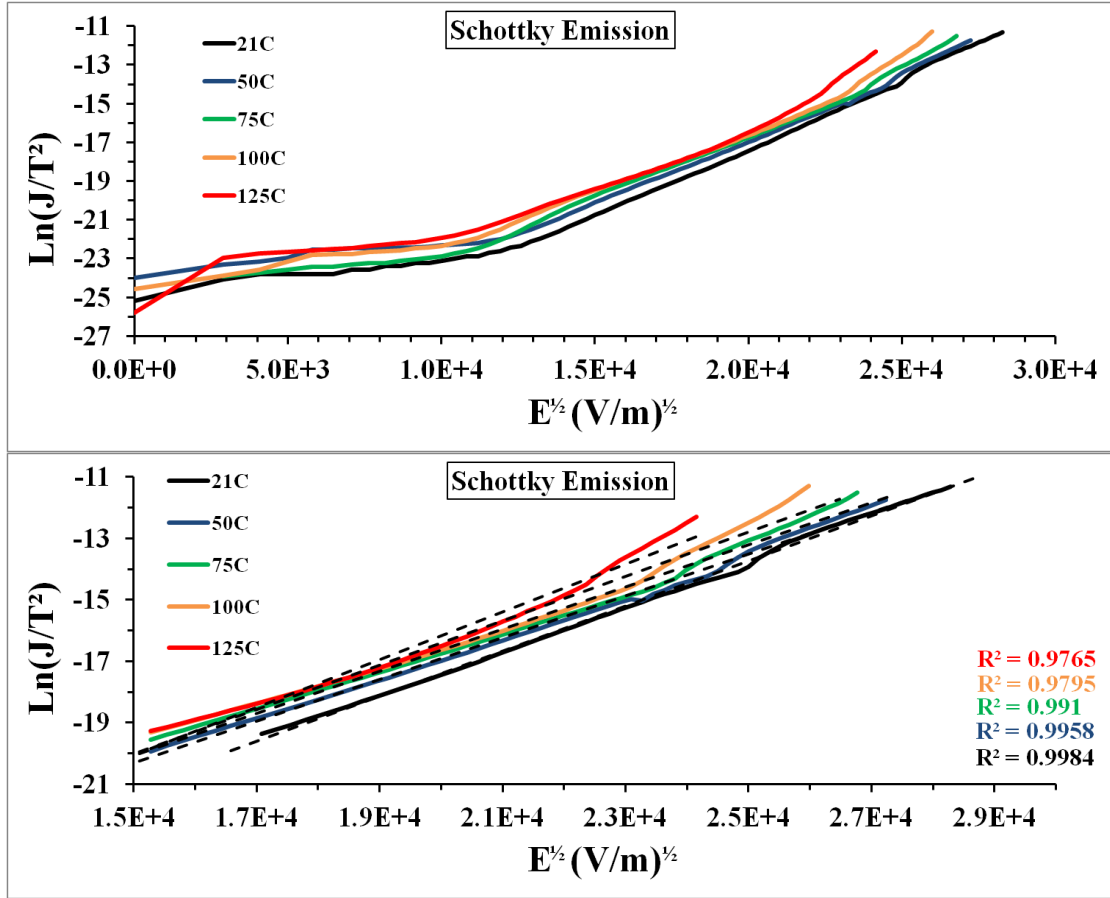 Schottky Emission
Ln(J/T²)
-11
-13
-15
-17
-19
-21
-23
-25
-27
21C
50C
75C
100C
125C
0.0E+0 5.0E+3 1.0E+4 1.5E+4 2.0E+4 2.5E+4 3.0E+4
E^½ (V/m)^½
Schottky Emission
Ln(J/T²)
-11
-13
-15
-17
-19
-21
21C
50C
75C
100C
125C
R² = 0.9765
R² = 0.9795
R² = 0.991
R² = 0.9958
R² = 0.9984
1.5E+4 1.7E+4 1.9E+4 2.1E+4 2.3E+4 2.5E+4 2.7E+4 2.9E+4
E^½ (V/m)^½